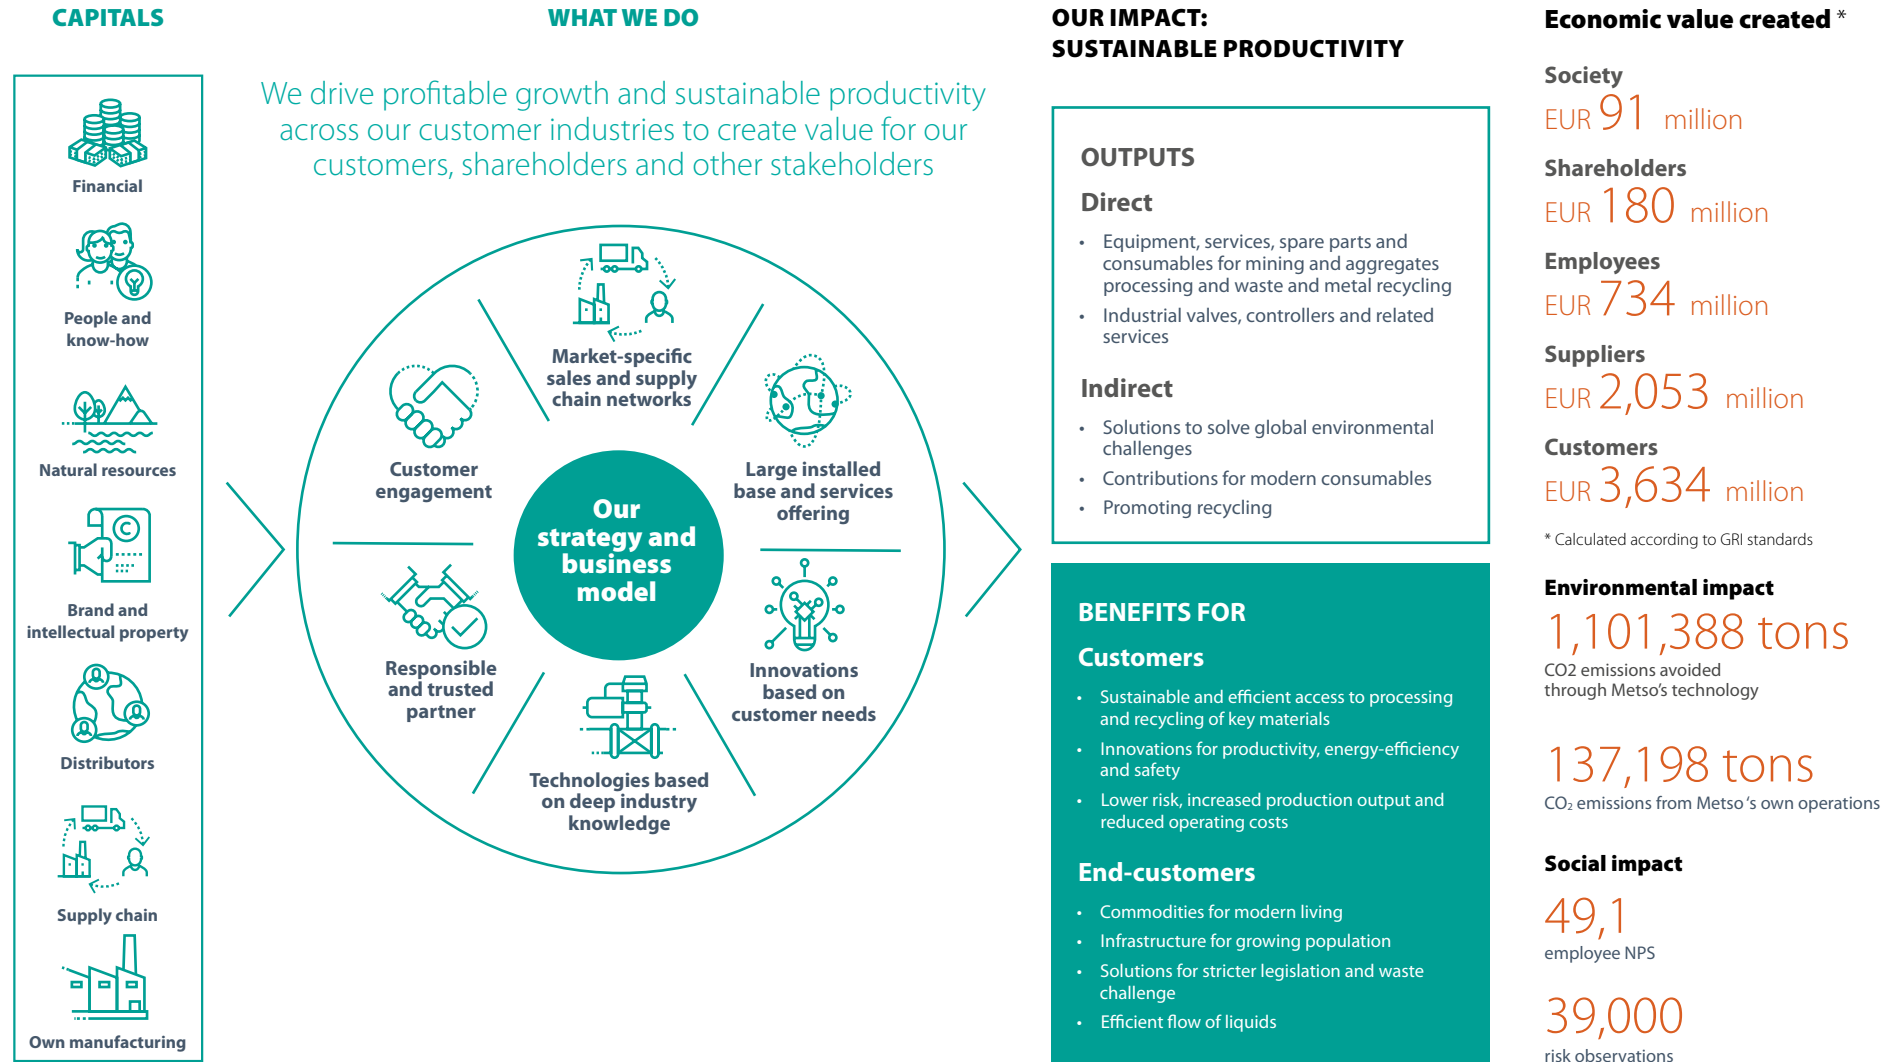 CAPITALS
Financial
People and
know-how
Natural resources
Brand and
intellectual property
Distributors
Supply chain
Own manufacturing
WHAT WE DO
We drive profitable growth and sustainable productivity
across our customer industries to create value for our
customers, shareholders and other stakeholders
Market-specific
sales and supply
chain networks
Customer
engagement
Large installed
base and services
offering
Our
strategy and
business
model
Responsible
and trusted
partner
Innovations
based on
customer needs
Technologies based
on deep industry
knowledge
OUR IMPACT:
SUSTAINABLE PRODUCTIVITY
OUTPUTS
Direct
• Equipment, services, spare parts and
consumables for mining and aggregates
processing and waste and metal recycling
• Industrial valves, controllers and related
services
Indirect
• Solutions to solve global environmental
challenges
• Contributions for modern consumables
• Promoting recycling
BENEFITS FOR
Customers
• Sustainable and efficient access to processing
and recycling of key materials
• Innovations for productivity, energy-efficiency
and safety
• Lower risk, increased production output and
reduced operating costs
End-customers
• Commodities for modern living
• Infrastructure for growing population
• Solutions for stricter legislation and waste
challenge
• Efficient flow of liquids
Economic value created *
Society
EUR 91 million
Shareholders
EUR 180 million
Employees
EUR 734 million
Suppliers
EUR 2,053 million
Customers
EUR 3,634 million
* Calculated according to GRI standards
Environmental impact
1,101,388 tons
CO2 emissions avoided
through Metso's technology
137,198 tons
CO₂ emissions from Metso 's own operations
Social impact
49,1
employee NPS
39,000
risk observations